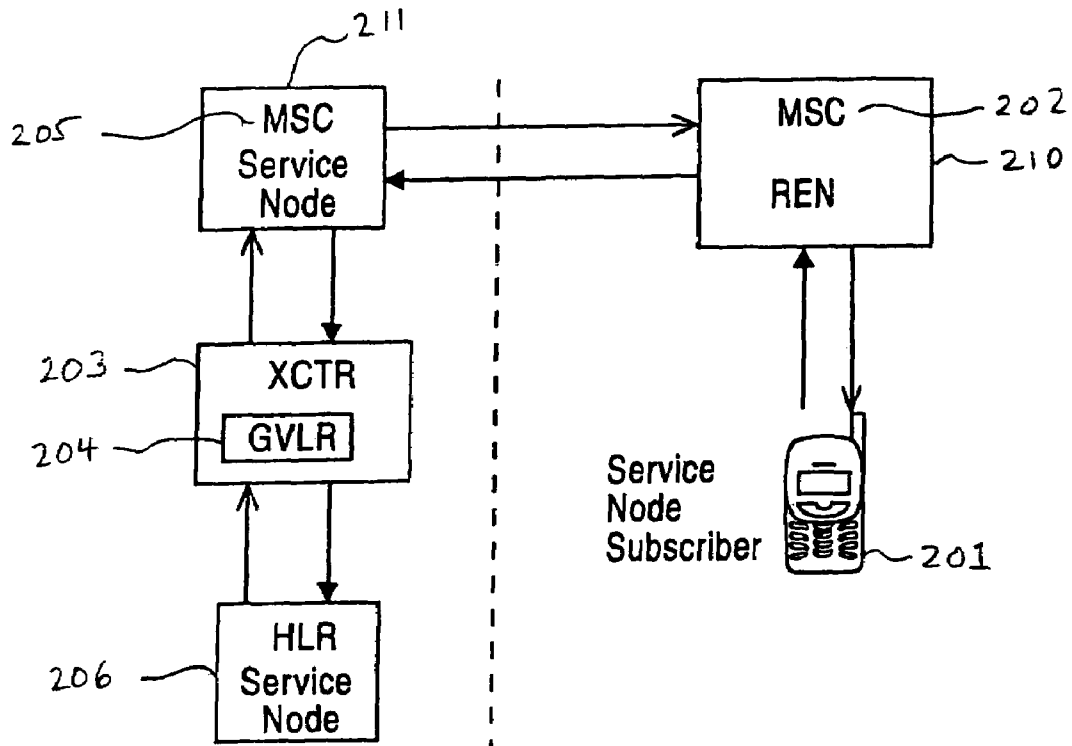 211
205
MSC
Service
Node
MSC
202
210
REN
203
XCTR
204
GVLR
Service
Node
Subscriber
201
206
HLR
Service
Node